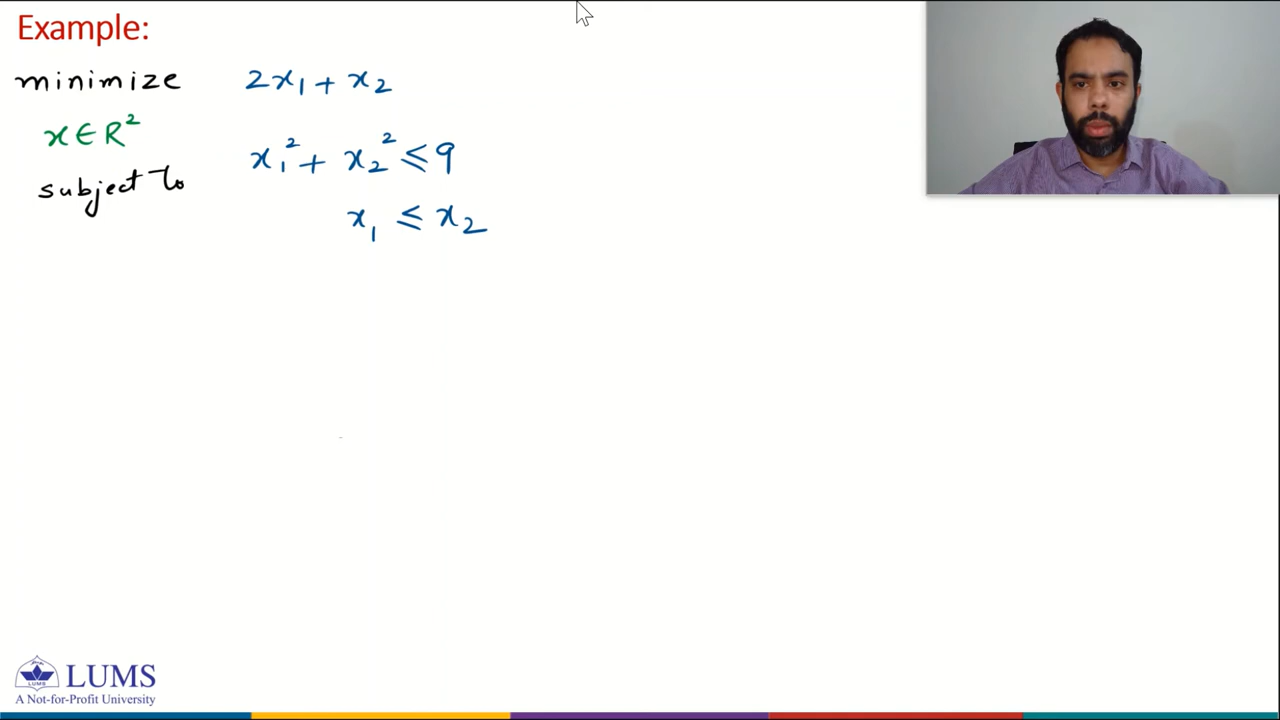 Example:
minimize 2x₁ + x₂
x ∈ R²
x₁² + x₂² ≤ 9
subject to
x₁ ≤ x₂
LUMS
A Not-for-Profit University